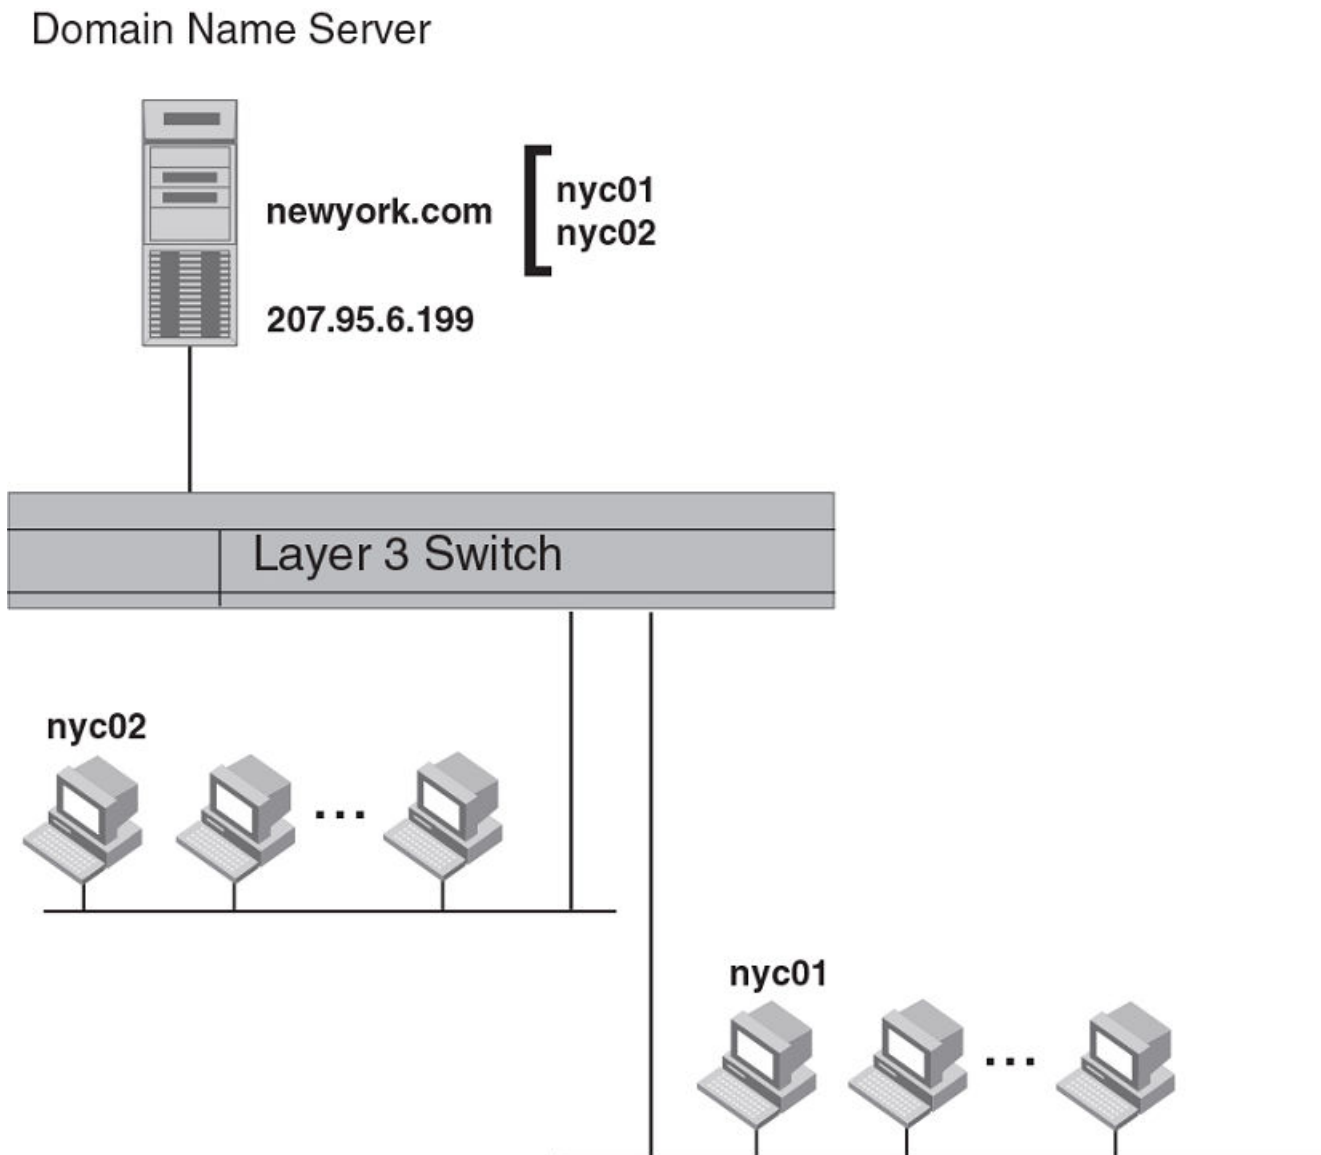 Domain Name Server
newyork.com
nyc01
nyc02
207.95.6.199
Layer 3 Switch
nyc02
...
nyc01
...